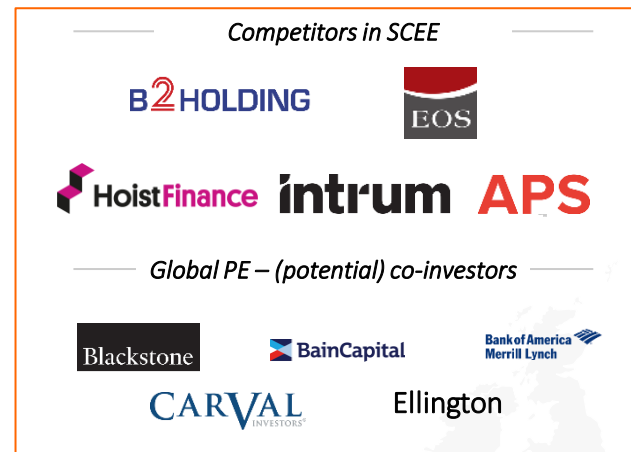 Competitors in SCEE
B2HOLDING
EOS
HoistFinance
intrum
APS
Global PE – (potential) co-investors
Blackstone
BainCapital
Bank of America
Merrill Lynch
CARVAL
INVESTORS®
Ellington